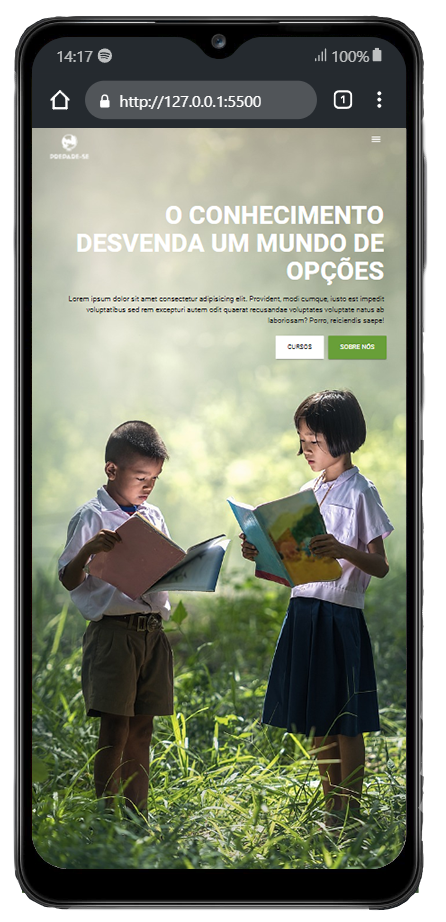 14:17
100%
http://127.0.0.1:5500
1
PREPARE-SE
O CONHECIMENTO
DESVENDA UM MUNDO DE
OPÇÕES
Lorem ipsum dolor sit amet consectetur adipisicing elit. Provident, modi cumque, iusto est impedit
voluptatibus sed rem excepturi autem odit quaerat recusandae voluptates voluptate natus ab
laboriosam? Porro, reiciendis saepe!
CURSOS
SOBRE NÓS